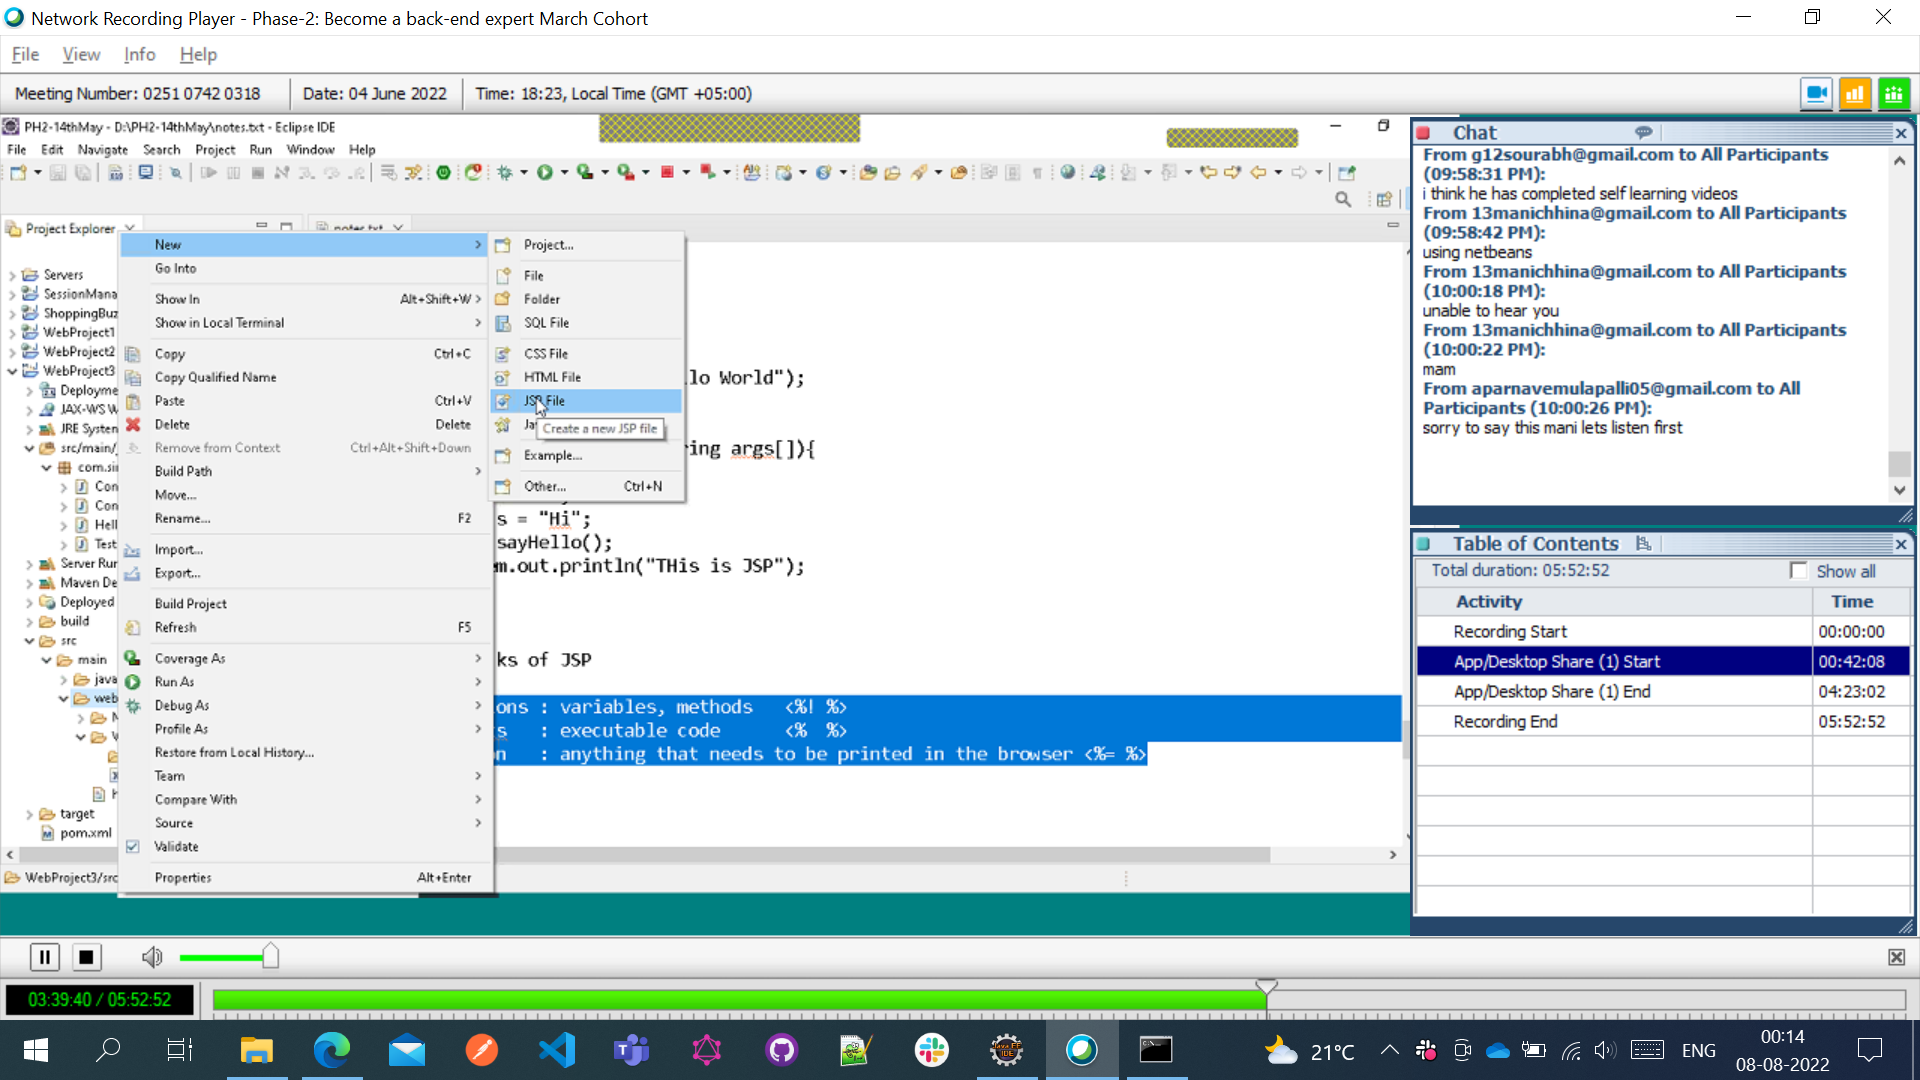 Network Recording Player - Phase-2: Become a back-end expert March Cohort
File View Info Help
Meeting Number: 0251 0742 0318 Date: 04 June 2022 Time: 18:23, Local Time (GMT +05:00)
PH2-14thMay - D:\PH2-14thMay\notes.txt - Eclipse IDE
File Edit Navigate Search Project Run Window Help
Project Explorer
notes.txt
Servers
SessionMana
ShoppingBuz
WebProject1
WebProject2
WebProject3
Deployme
JAX-WS W
JRE System
src/main/
com.sim
Con
Con
Hell
Test
Server Run
Maven De
Deployed
build
src
main
java
web
target
pom.xml
WebProject3/src
New
Go Into
Show In Alt+Shift+W >
Show in Local Terminal
Copy Ctrl+C
Copy Qualified Name
Paste Ctrl+V
Delete Delete
Remove from Context Ctrl+Alt+Shift+Down
Build Path
Move...
Rename... F2
Import...
Export...
Build Project
Refresh F5
Coverage As
Run As
Debug As
Profile As
Restore from Local History...
Team
Compare With
Source
Validate
Properties Alt+Enter
Project...
File
Folder
SQL File
CSS File
HTML File
JSP File
Create a new JSP file
Example...
Other... Ctrl+N
lo World");
ring args[]){
s = "Hi";
sayHello();
m.out.println("THis is JSP");
ks of JSP
ons : variables, methods <%! %>
s : executable code <% %>
n : anything that needs to be printed in the browser <%= %>
Chat
From g12sourabh@gmail.com to All Participants
(09:58:31 PM):
i think he has completed self learning videos
From 13manichhina@gmail.com to All Participants
(09:58:42 PM):
using netbeans
From 13manichhina@gmail.com to All Participants
(10:00:18 PM):
unable to hear you
From 13manichhina@gmail.com to All Participants
(10:00:22 PM):
mam
From aparnavemulapalli05@gmail.com to All
Participants (10:00:26 PM):
sorry to say this mani lets listen first
Table of Contents
Total duration: 05:52:52 Show all
Activity Time
Recording Start 00:00:00
App/Desktop Share (1) Start 00:42:08
App/Desktop Share (1) End 04:23:02
Recording End 05:52:52
03:39:40 / 05:52:52
21°C ENG 00:14
08-08-2022